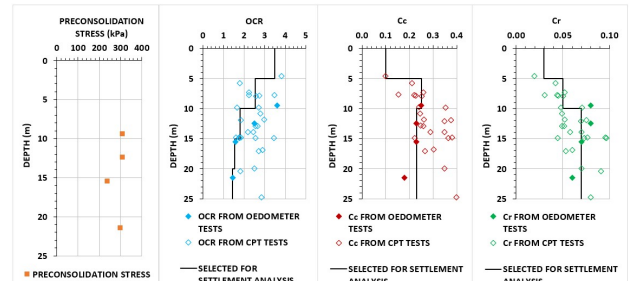 PRECONSOLIDATION
STRESS (kPa)
0 100 200 300 400
0
5
10
15
20
25
DEPTH (m)
PRECONSOLIDATION STRESS
OCR
0 1 2 3 4 5
0
5
10
15
20
25
DEPTH (m)
OCR FROM OEDOMETER
TESTS
OCR FROM CPT TESTS
SELECTED FOR
SETTLEMENT ANALYSIS
Cc
0.0 0.1 0.2 0.3 0.4
0
5
10
15
20
25
DEPTH (m)
Cc FROM OEDOMETER
TESTS
Cc FROM CPT TESTS
SELECTED FOR SETTLEMENT
ANALYSIS
Cr
0.00 0.05 0.10
0
5
10
15
20
25
DEPTH (m)
Cr FROM OEDOMETER
TESTS
Cr FROM CPT TESTS
SELECTED FOR SETTLEMENT
ANALYSIS